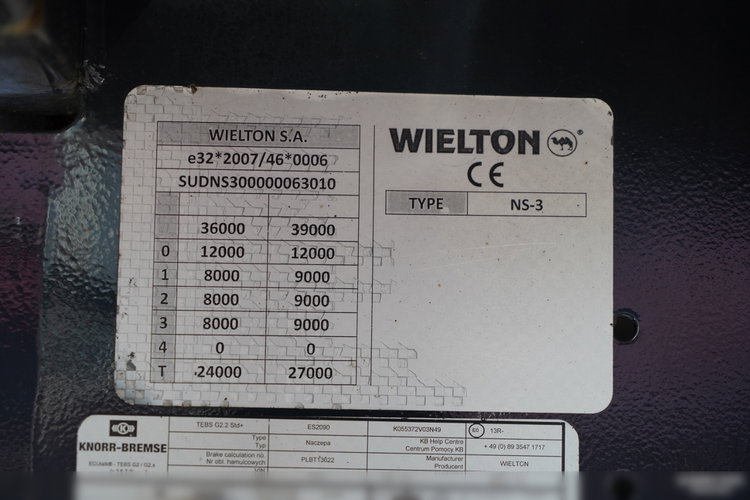 WIELTON S.A.
e32*2007/46*0006
SUDNS300000063010
36000 39000
0 12000 12000
1 8000 9000
2 8000 9000
3 8000 9000
4 0 0
T 24000 27000
WIELTON ®
CE
TYPE NS-3
KNORR-BREMSE
TEBS G2.2 Std+ ES2090 K055372V03N49 13R-
Type
Typ
Naczepa
KB Help Centre
Centrum Pomocy KB
+ 49 (0) 89 3547 1717
Brake calculation no.
Nr obl. hamulcowych
PLBT13622
Manufacturer
Producent
WIELTON